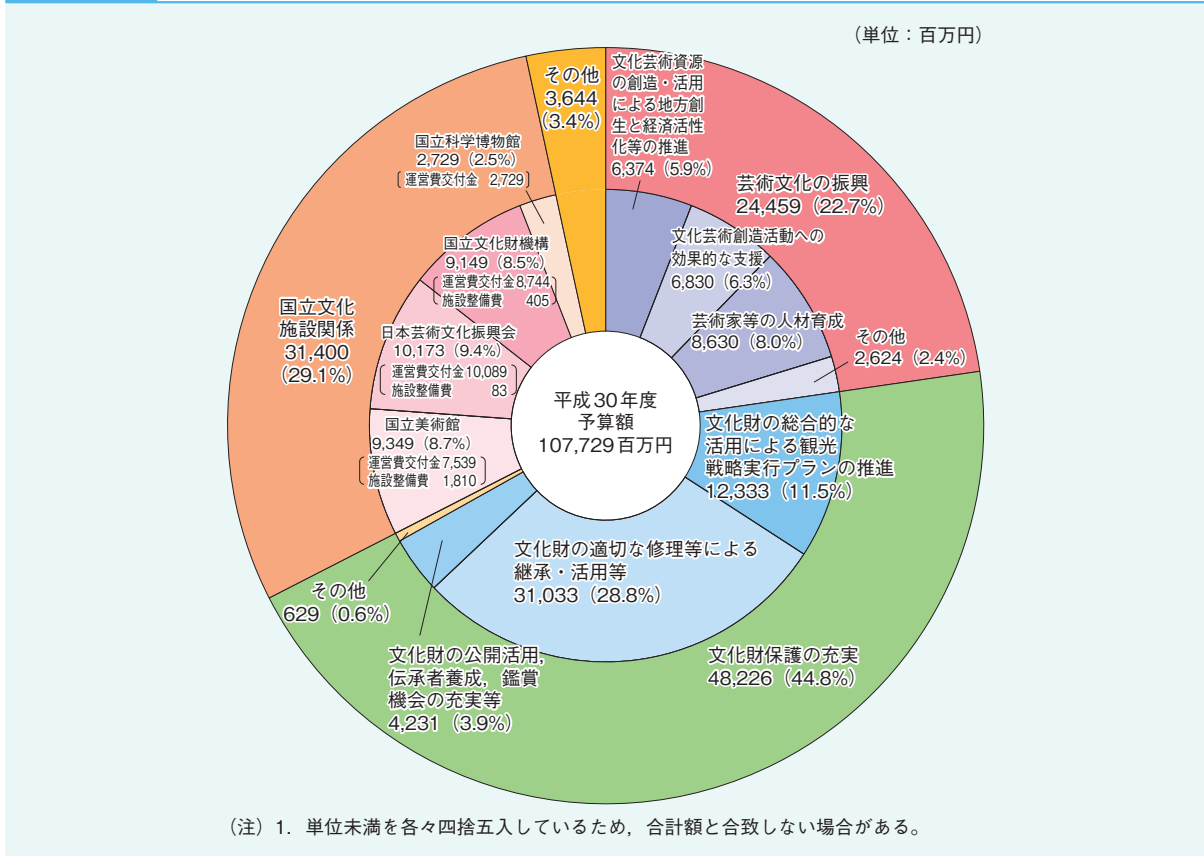 （単位：百万円）
その他
3,644
（3.4%）
文化芸術資源
の創造・活用
による地方創
生と経済活性
化等の推進
6,374（5.9%）
芸術文化の振興
24,459（22.7%）
文化芸術創造活動への
効果的な支援
6,830（6.3%）
芸術家等の人材育成
8,630（8.0%）
その他
2,624（2.4%）
国立科学博物館
2,729（2.5%）
〔運営費交付金 2,729〕
国立文化財機構
9,149（8.5%）
運営費交付金8,744
施設整備費 405
国立文化
施設関係
31,400
（29.1%）
日本芸術文化振興会
10,173（9.4%）
運営費交付金10,089
施設整備費 83
国立美術館
9,349（8.7%）
運営費交付金7,539
施設整備費 1,810
平成30年度
予算額
107,729百万円
文化財の総合的な
活用による観光
戦略実行プランの推進
12,333（11.5%）
文化財の適切な修理等による
継承・活用等
31,033（28.8%）
その他
629（0.6%）
文化財の公開活用，
伝承者養成，鑑賞
機会の充実等
4,231（3.9%）
文化財保護の充実
48,226（44.8%）
（注）1．単位未満を各々四捨五入しているため，合計額と合致しない場合がある。